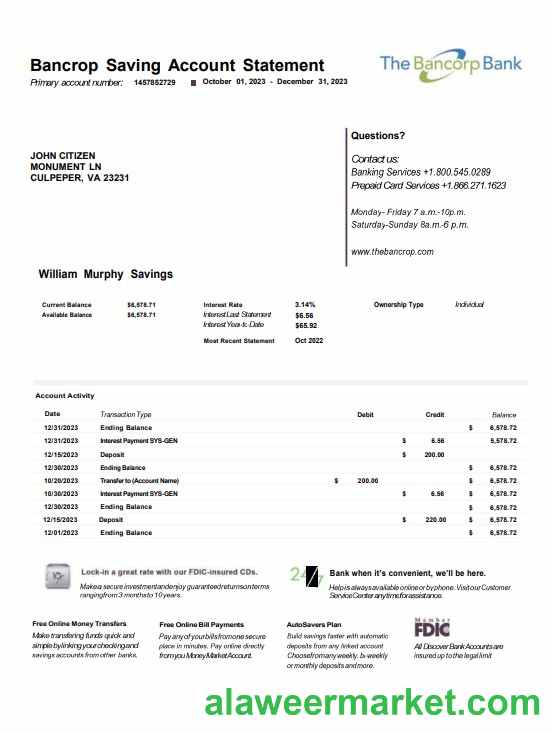 Bancrop Saving Account Statement
The Bancorp Bank
Primary account number: 1457852729 October 01, 2023 - December 31, 2023
Questions?
JOHN CITIZEN
MONUMENT LN
CULPEPER, VA 23231
Contact us:
Banking Services +1.800.545.0289
Prepaid Card Services +1.866.271.1623
Monday- Friday 7 a.m.-10p.m.
Saturday-Sunday 8a.m.-6 p.m.
www.thebancrop.com
William Murphy Savings
Current Balance $6,578.71 Interest Rate 3.14% Ownership Type Individual
Available Balance $6,578.71 Interest Last Statement $6.56
Interest Year-to-Date $65.92
Most Recent Statement Oct 2022
Account Activity
Date Transaction Type Debit Credit Balance
12/31/2023 Ending Balance $ 6,578.72
12/31/2023 Interest Payment SYS-GEN $ 6.56 5,578.72
12/15/2023 Deposit $ 200.00
12/30/2023 Ending Balance $ 6,578.72
10/20/2023 Transfer to (Account Name) $ 200.00 $ 6,578.72
10/30/2023 Interest Payment SYS-GEN $ 6.56 $ 6,578.72
12/30/2023 Ending Balance $ 6,578.72
12/15/2023 Deposit $ 220.00 $ 6,578.72
12/01/2023 Ending Balance $ 6,578.72
Lock-in a great rate with our FDIC-insured CDs.
Make a secure investment and enjoy guaranteed returns on terms
ranging from 3 months to 10 years.
24/7
Bank when it's convenient, we'll be here.
Help is always available online or by phone. Visit our Customer
Service Center anytime for assistance.
Free Online Money Transfers
Make transferring funds quick and
simple by linking your checking and
savings accounts from other banks.
Free Online Bill Payments
Pay any of your bills from one secure
place in minutes. Pay online directly
from you Money Market Account.
AutoSavers Plan
Build savings faster with automatic
deposits from any linked account
Choose from any weekly, bi-weekly
or monthly deposits and more.
Member
FDIC
All Discover Bank Accounts are
insured up to the legal limit
alaweermarket.com